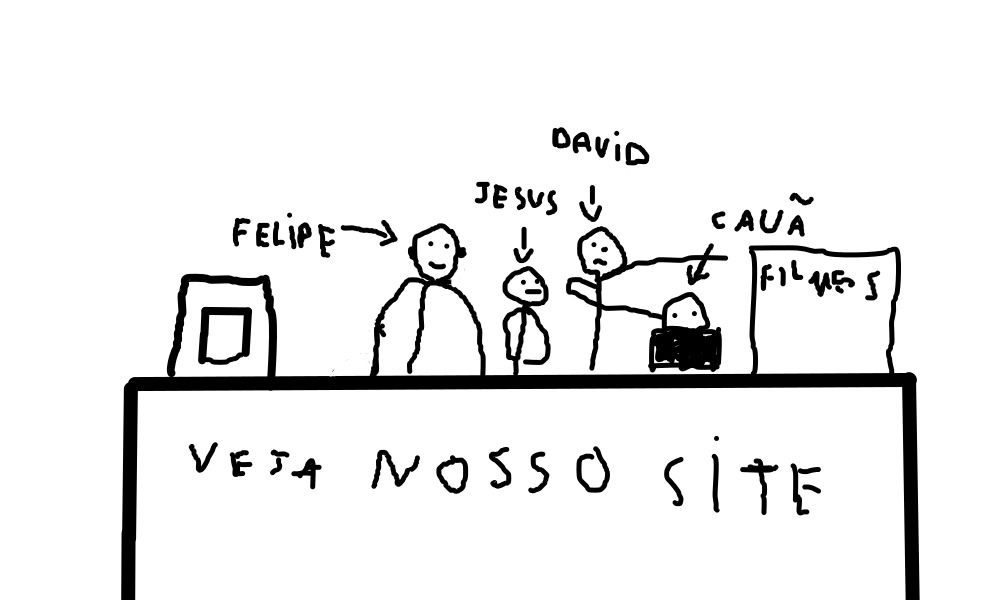 DAViD
JESUS
CAUÃ
FELiPE
FILMES
VEJA NOSSO SiTE